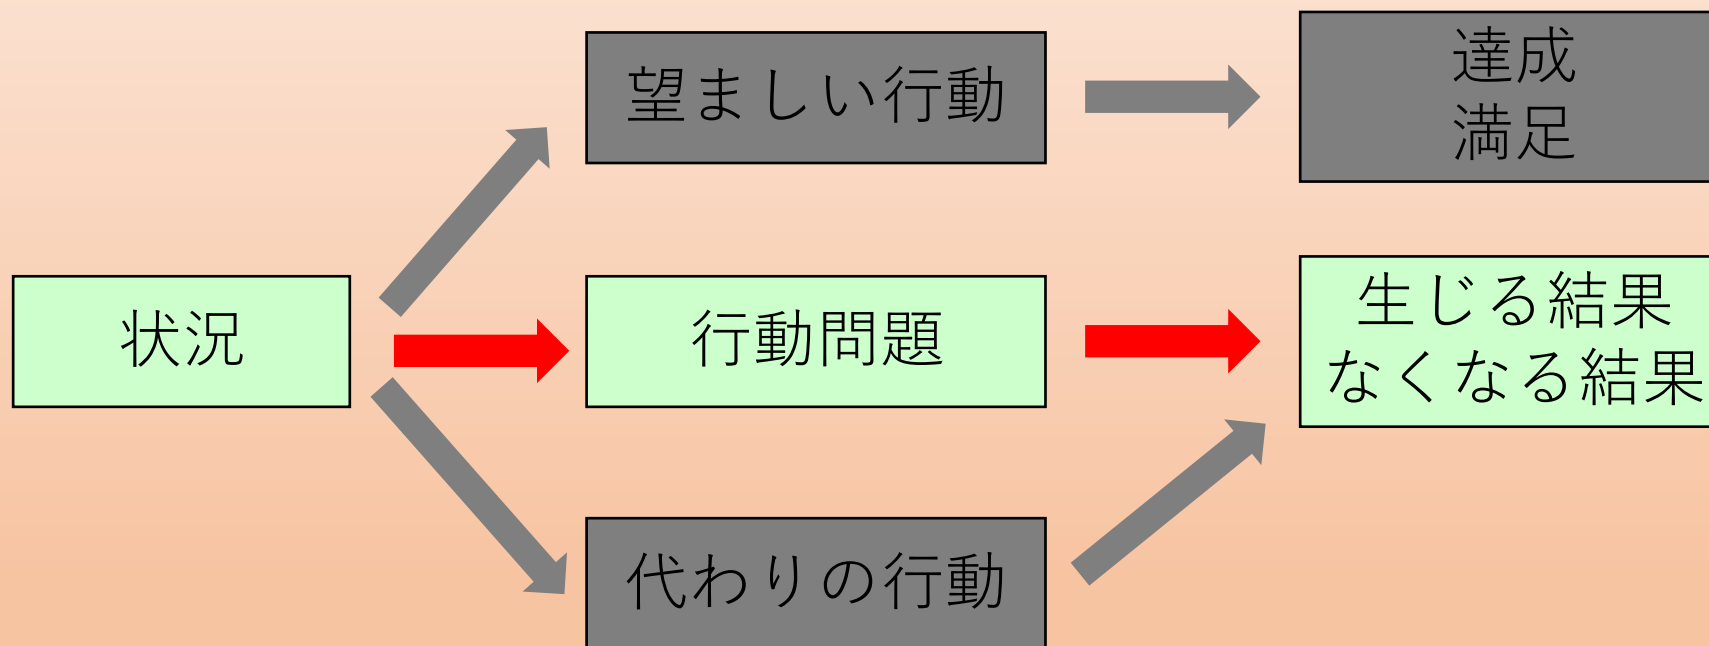 望ましい行動
達成
満足
状況
行動問題
生じる結果
なくなる結果
代わりの行動